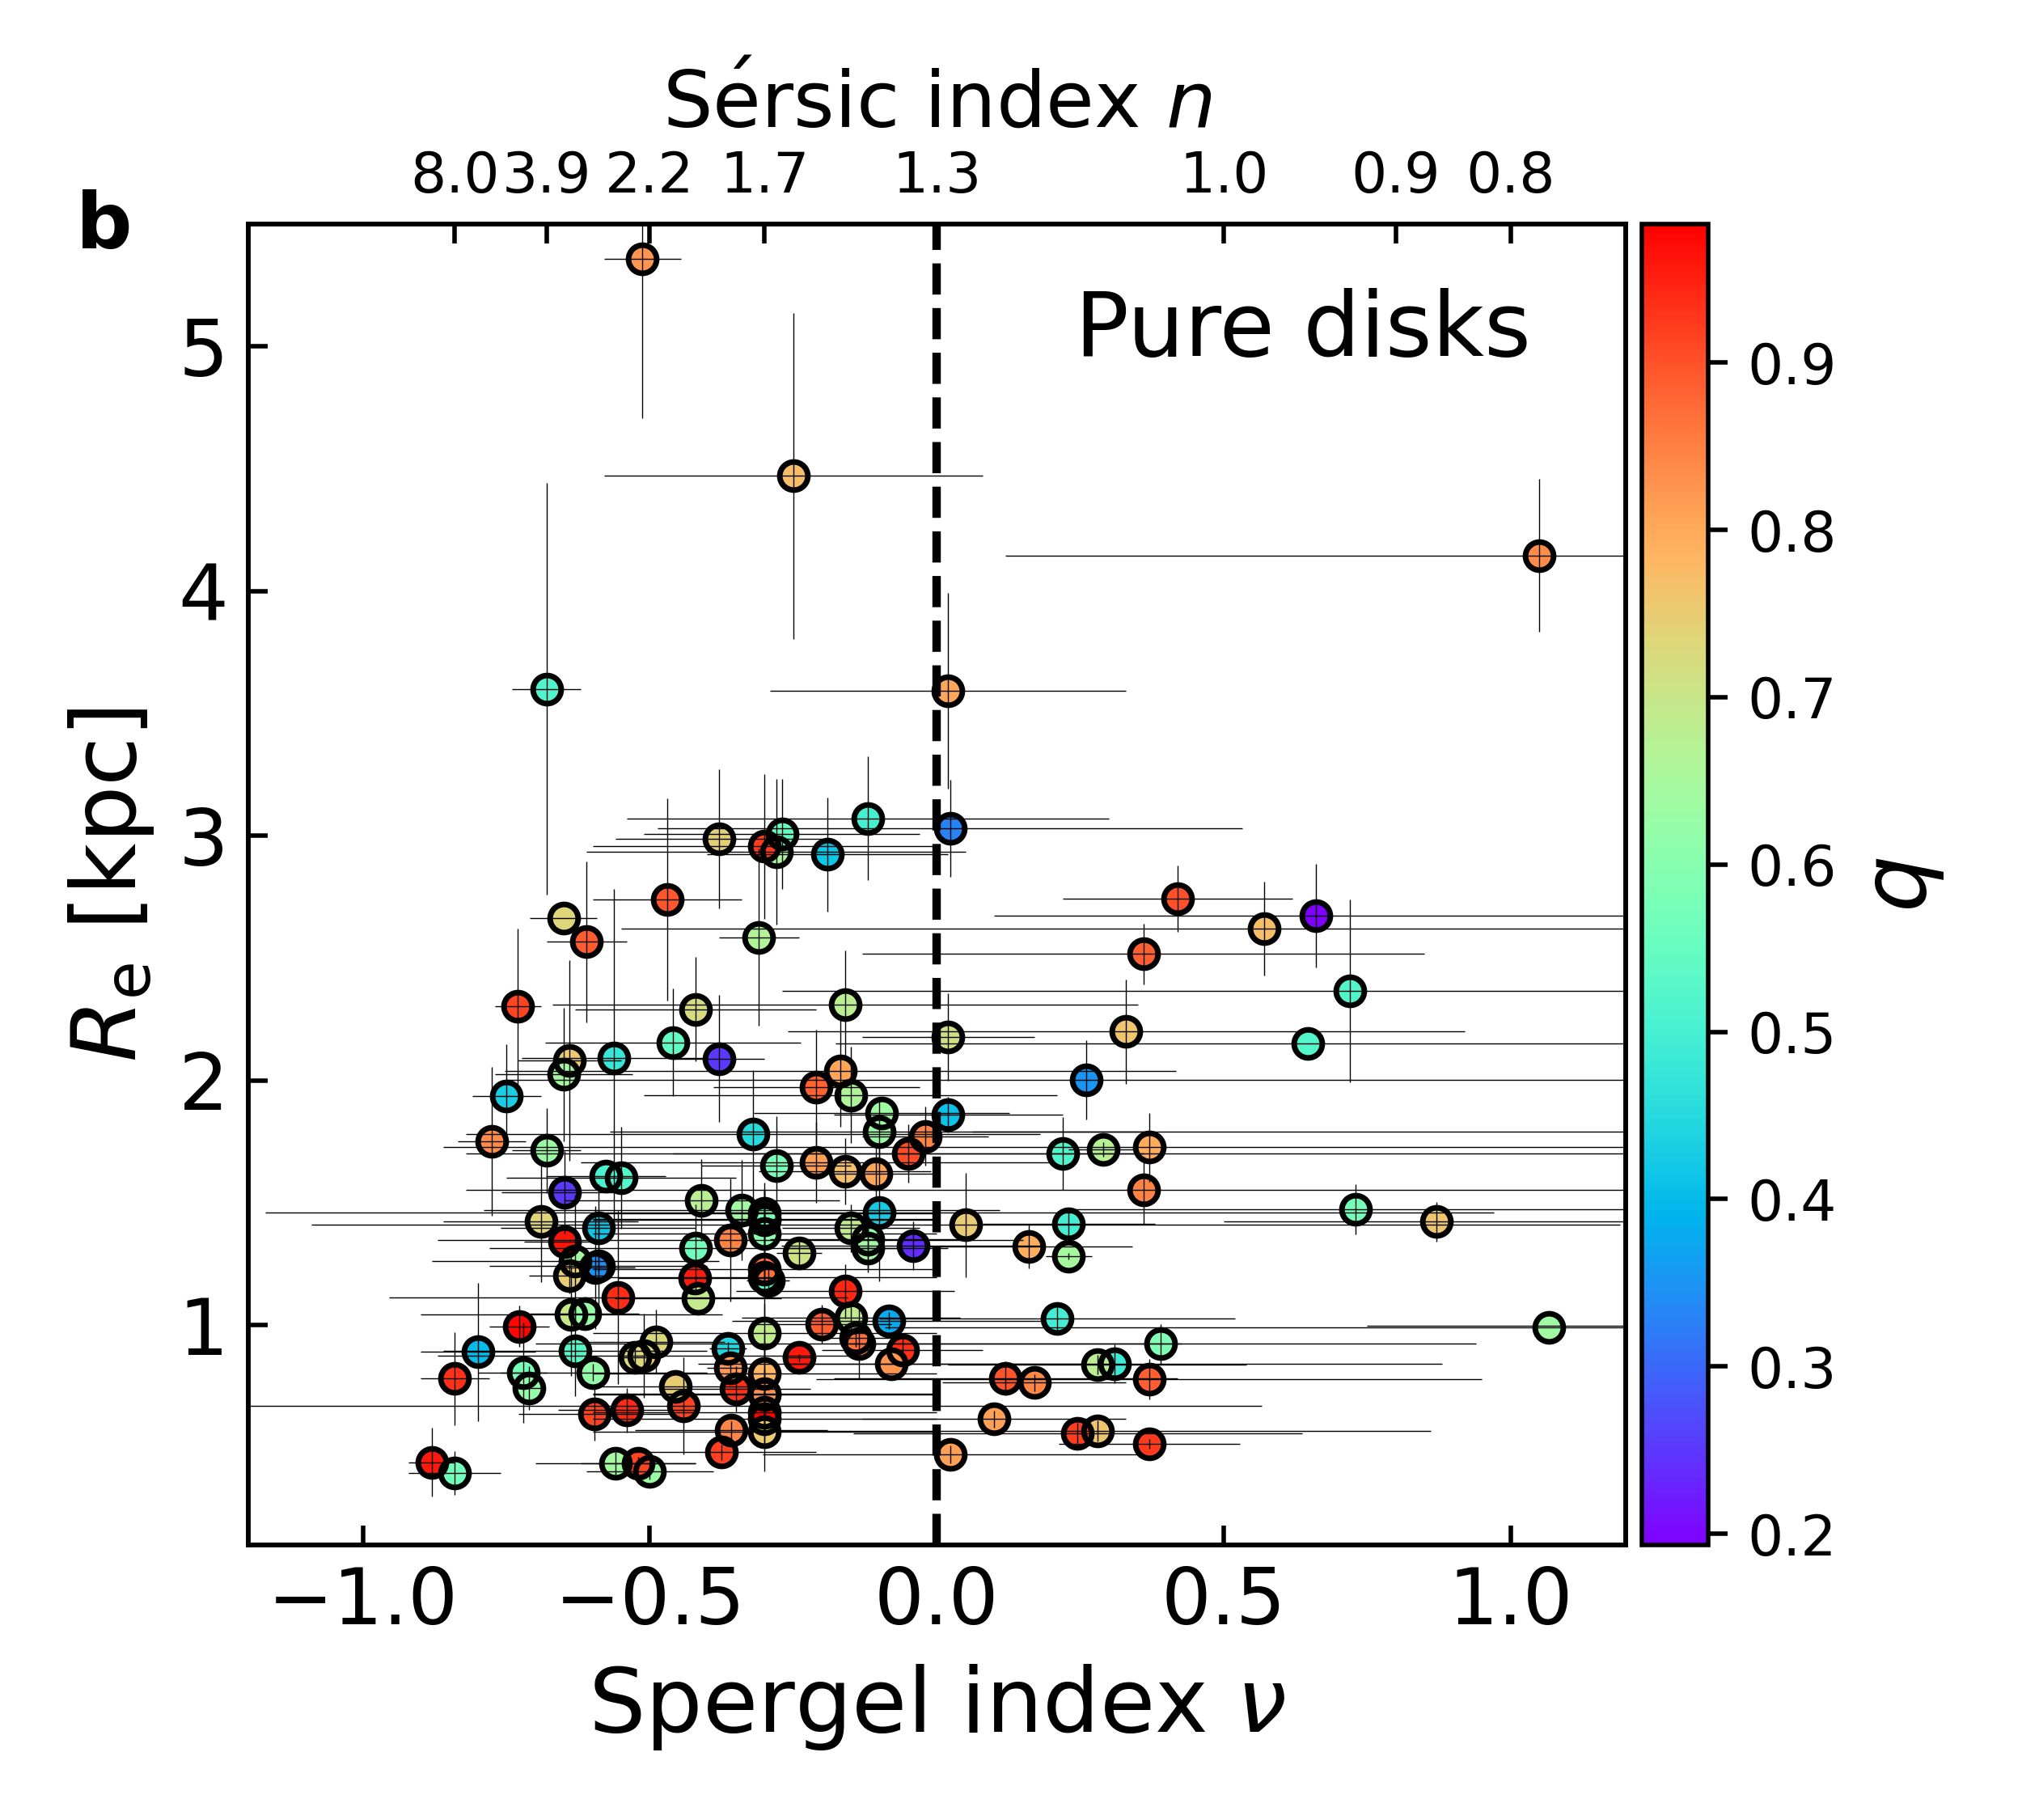 Sérsic index n
8.0 3.9 2.2 1.7 1.3 1.0 0.9 0.8
b
Pure disks
5
4
3
2
1
Re [kpc]
−1.0 −0.5 0.0 0.5 1.0
Spergel index ν
0.9
0.8
0.7
0.6
0.5
0.4
0.3
0.2
q